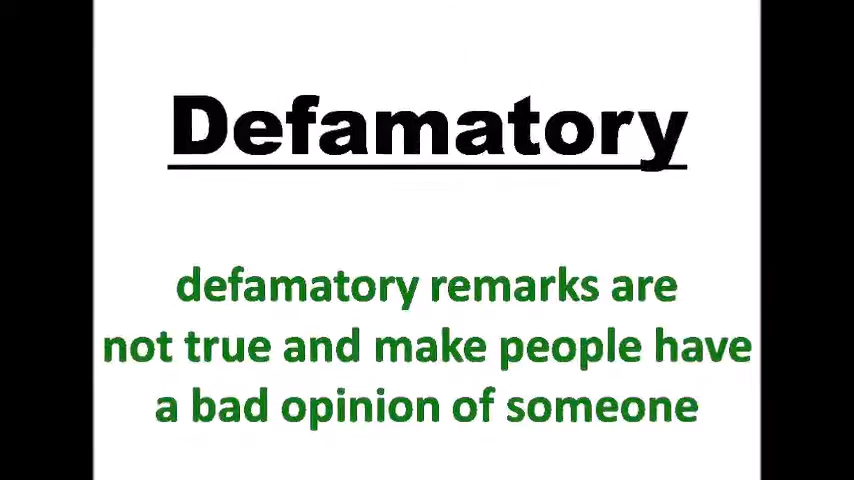 Defamatory
defamatory remarks are
not true and make people have
a bad opinion of someone